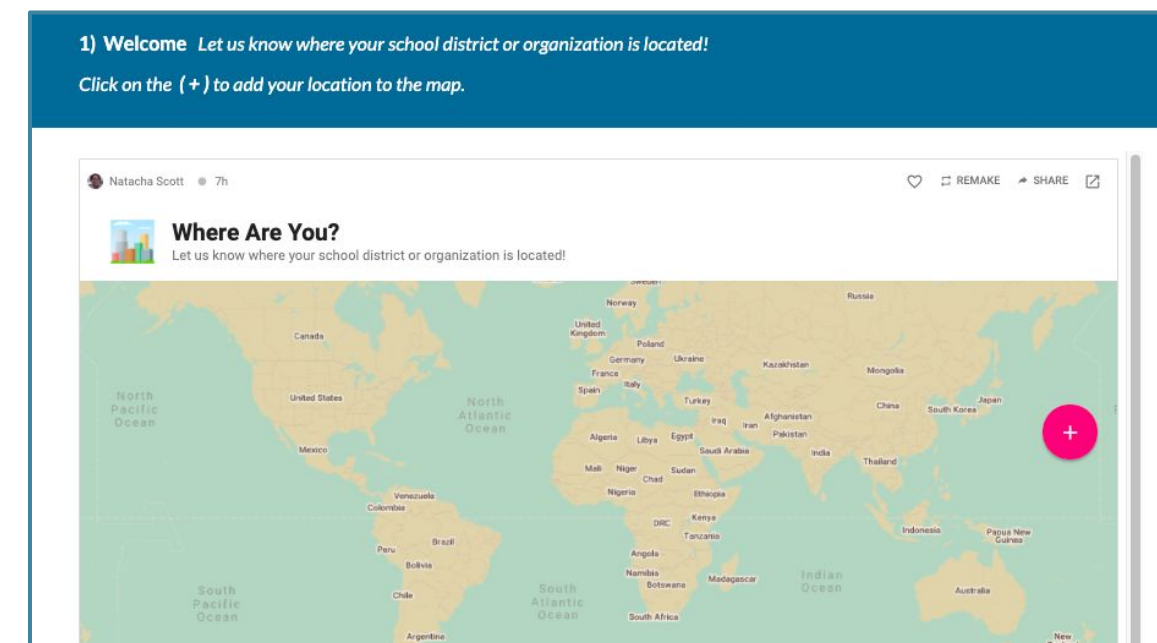 1) Welcome Let us know where your school district or organization is located!
Click on the (+) to add your location to the map.
Natacha Scott 7h
REMAKE SHARE
Where Are You?
Let us know where your school district or organization is located!
Sweden
Norway
Russia
United
Kingdom
Canada
Poland
Germany
Ukraine
Kazakhstan
Mongolia
France
Italy
Spain
North
Pacific
Ocean
United States
North
Atlantic
Ocean
Turkey
China
South Korea
Japan
Iraq
Iran
Afghanistan
Pakistan
+
Algeria
Libya
Egypt
Saudi Arabia
India
Thailand
Mexico
Mali
Niger
Chad
Sudan
Nigeria
Ethiopia
Venezuela
Colombia
DRC
Kenya
Tanzania
Indonesia
Papua New
Guinea
Peru
Brazil
Bolivia
Angola
Namibia
Botswana
Madagascar
Indian
Ocean
Australia
South
Pacific
Ocean
Chile
South
Atlantic
Ocean
South Africa
Argentina
New